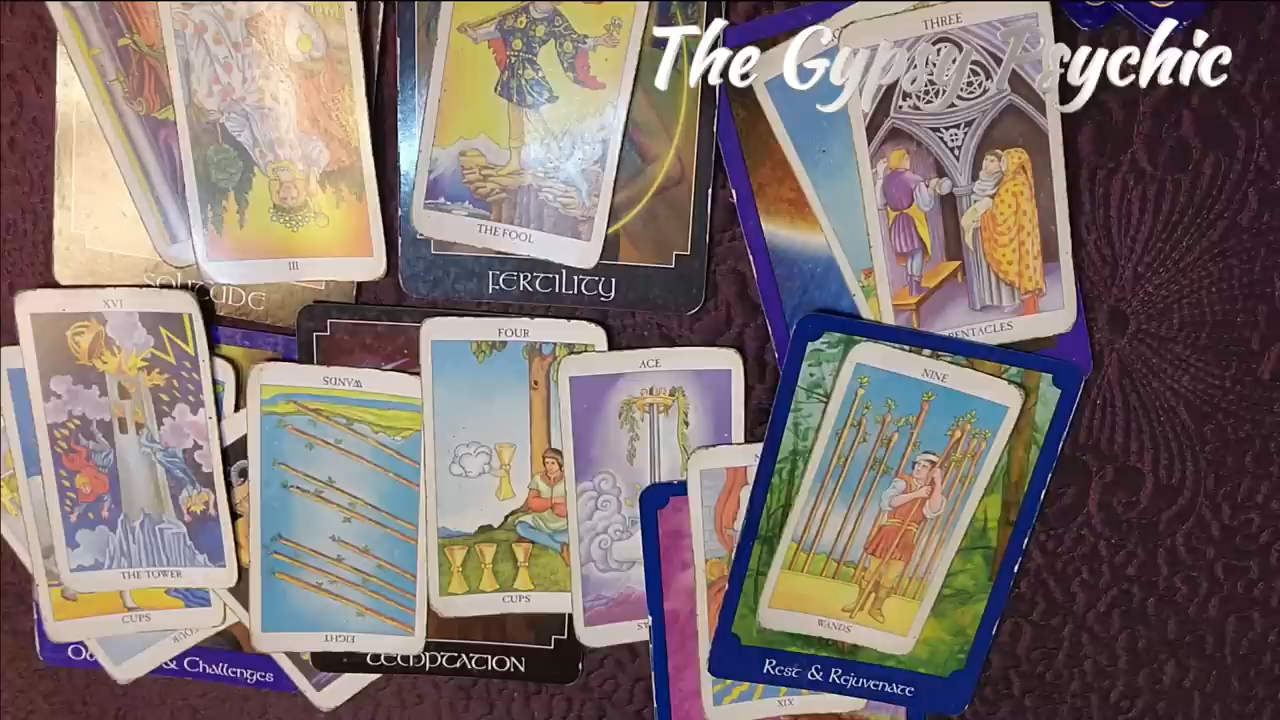 The Gypsy Psychic
THREE
PENTACLES
III
SOLITUDE
THE FOOL
FERTILITY
XVI
THE TOWER
CUPS
FOUR
& Challenges
WANDS
EIGHT
FOUR
CUPS
TEMPTATION
ACE
NINE
WANDS
XIX
Rest & Rejuvenate